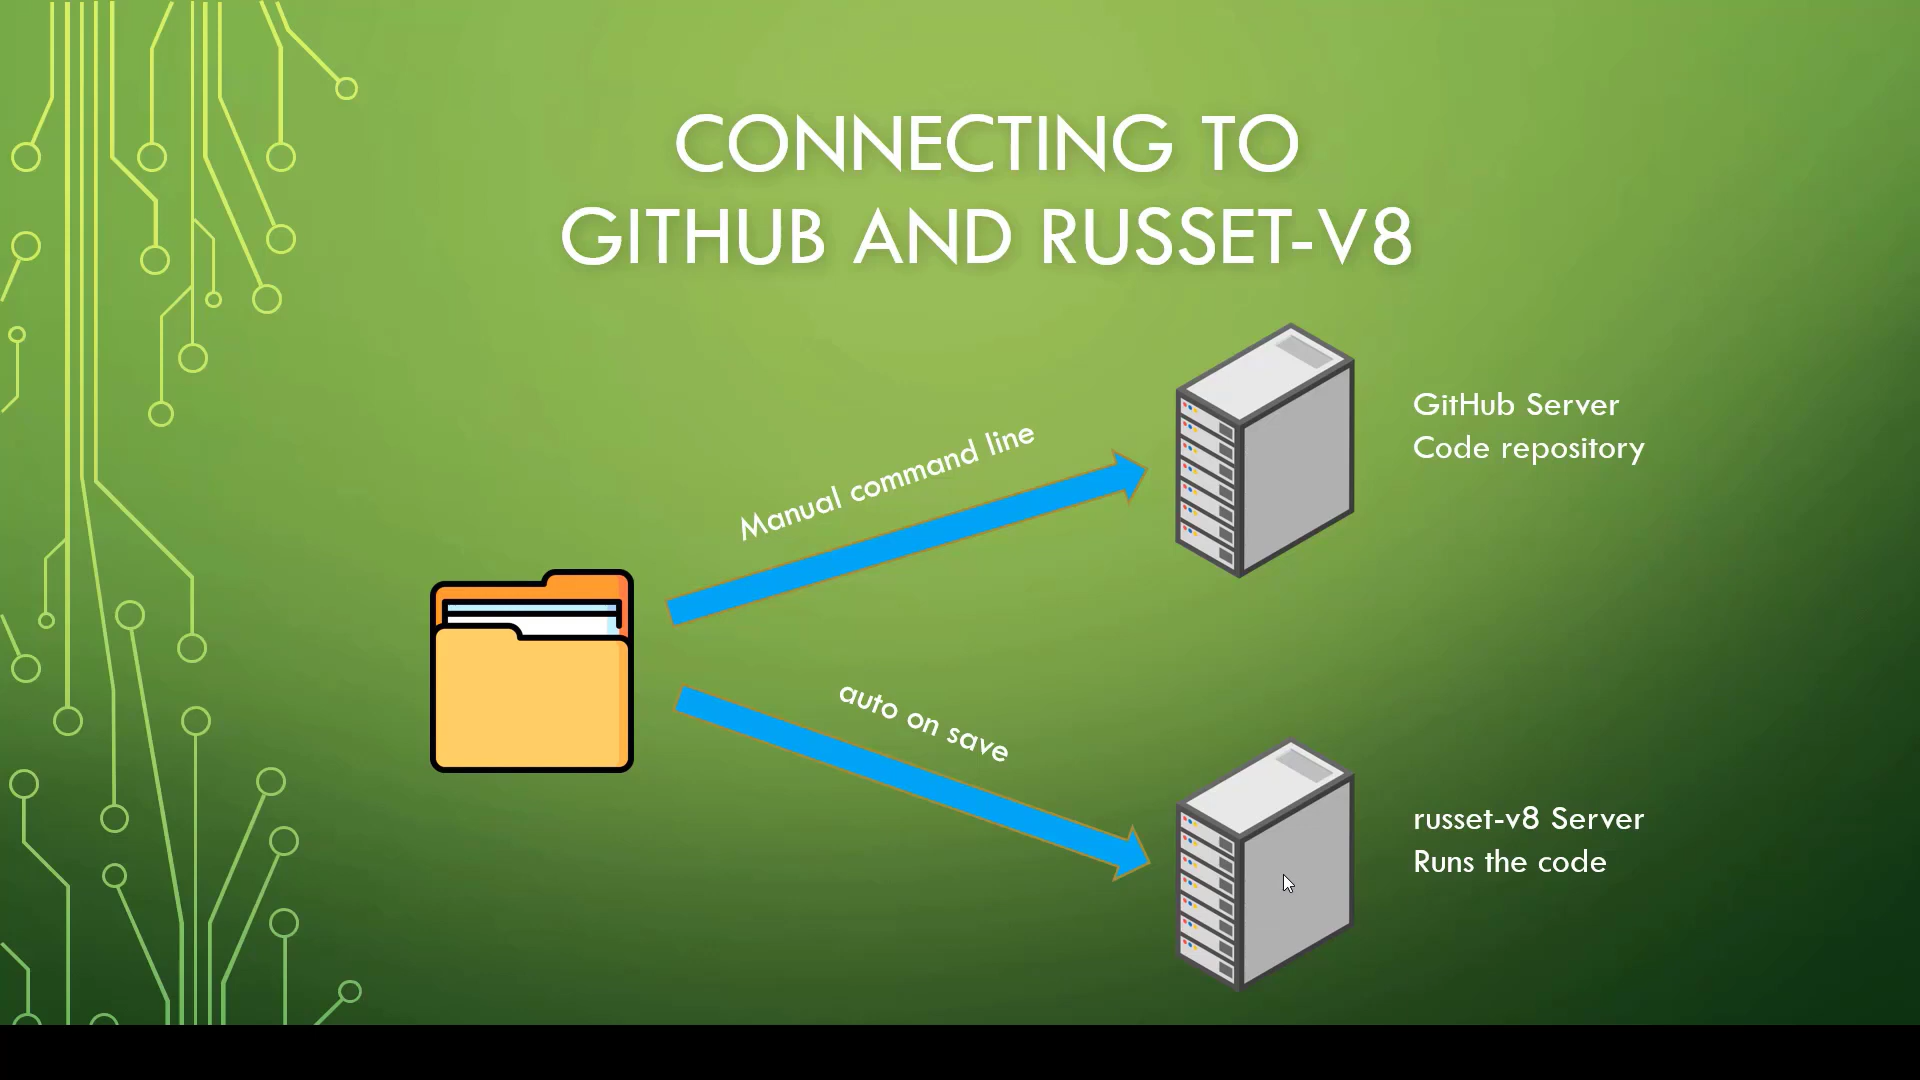 CONNECTING TO
GITHUB AND RUSSET-V8
Manual command line
GitHub Server
Code repository
auto on save
russet-v8 Server
Runs the code